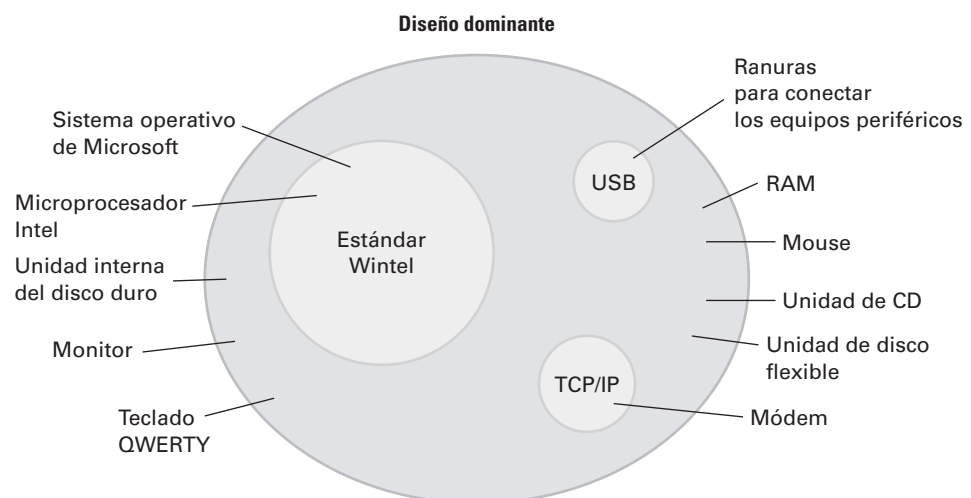 Diseño dominante
Sistema operativo
de Microsoft
Microprocesador
Intel
Unidad interna
del disco duro
Monitor
Teclado
QWERTY
Estándar
Wintel
USB
TCP/IP
Ranuras
para conectar
los equipos periféricos
RAM
Mouse
Unidad de CD
Unidad de disco
flexible
Módem